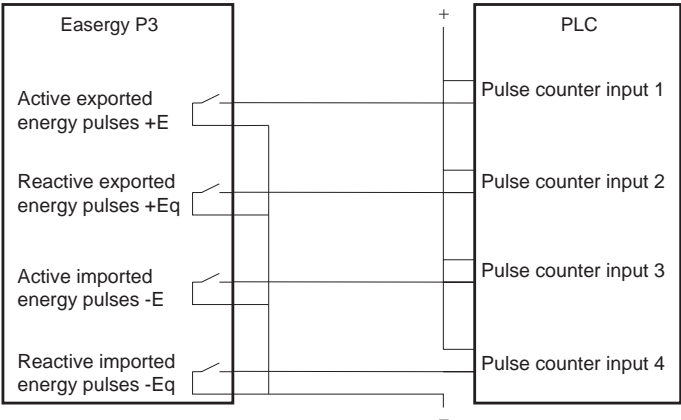 Easergy P3
+
PLC
Active exported
energy pulses +E
Pulse counter input 1
Reactive exported
energy pulses +Eq
Pulse counter input 2
Active imported
energy pulses -E
Pulse counter input 3
Reactive imported
energy pulses -Eq
Pulse counter input 4
-